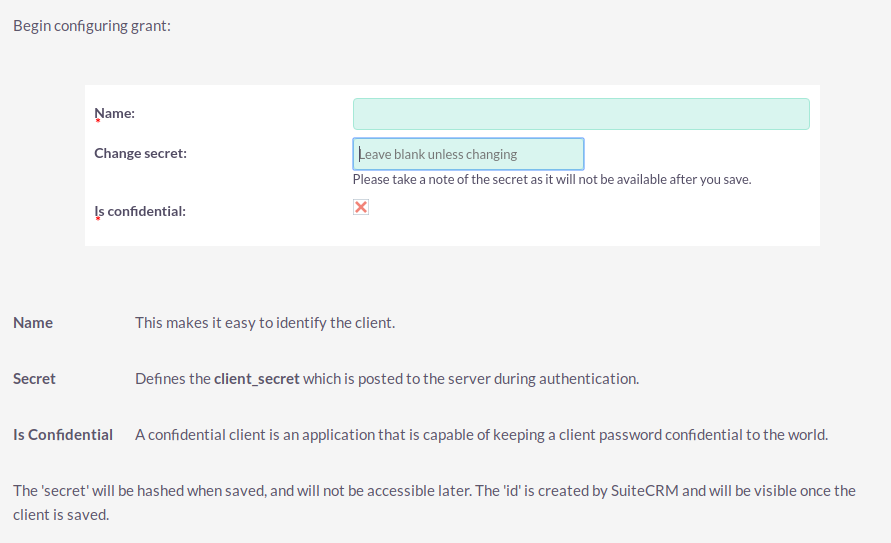 Begin configuring grant:
Name:
*
Change secret:
Leave blank unless changing
Please take a note of the secret as it will not be available after you save.
Is confidential:
*
Name This makes it easy to identify the client.
Secret Defines the client_secret which is posted to the server during authentication.
Is Confidential A confidential client is an application that is capable of keeping a client password confidential to the world.
The 'secret' will be hashed when saved, and will not be accessible later. The 'id' is created by SuiteCRM and will be visible once the
client is saved.